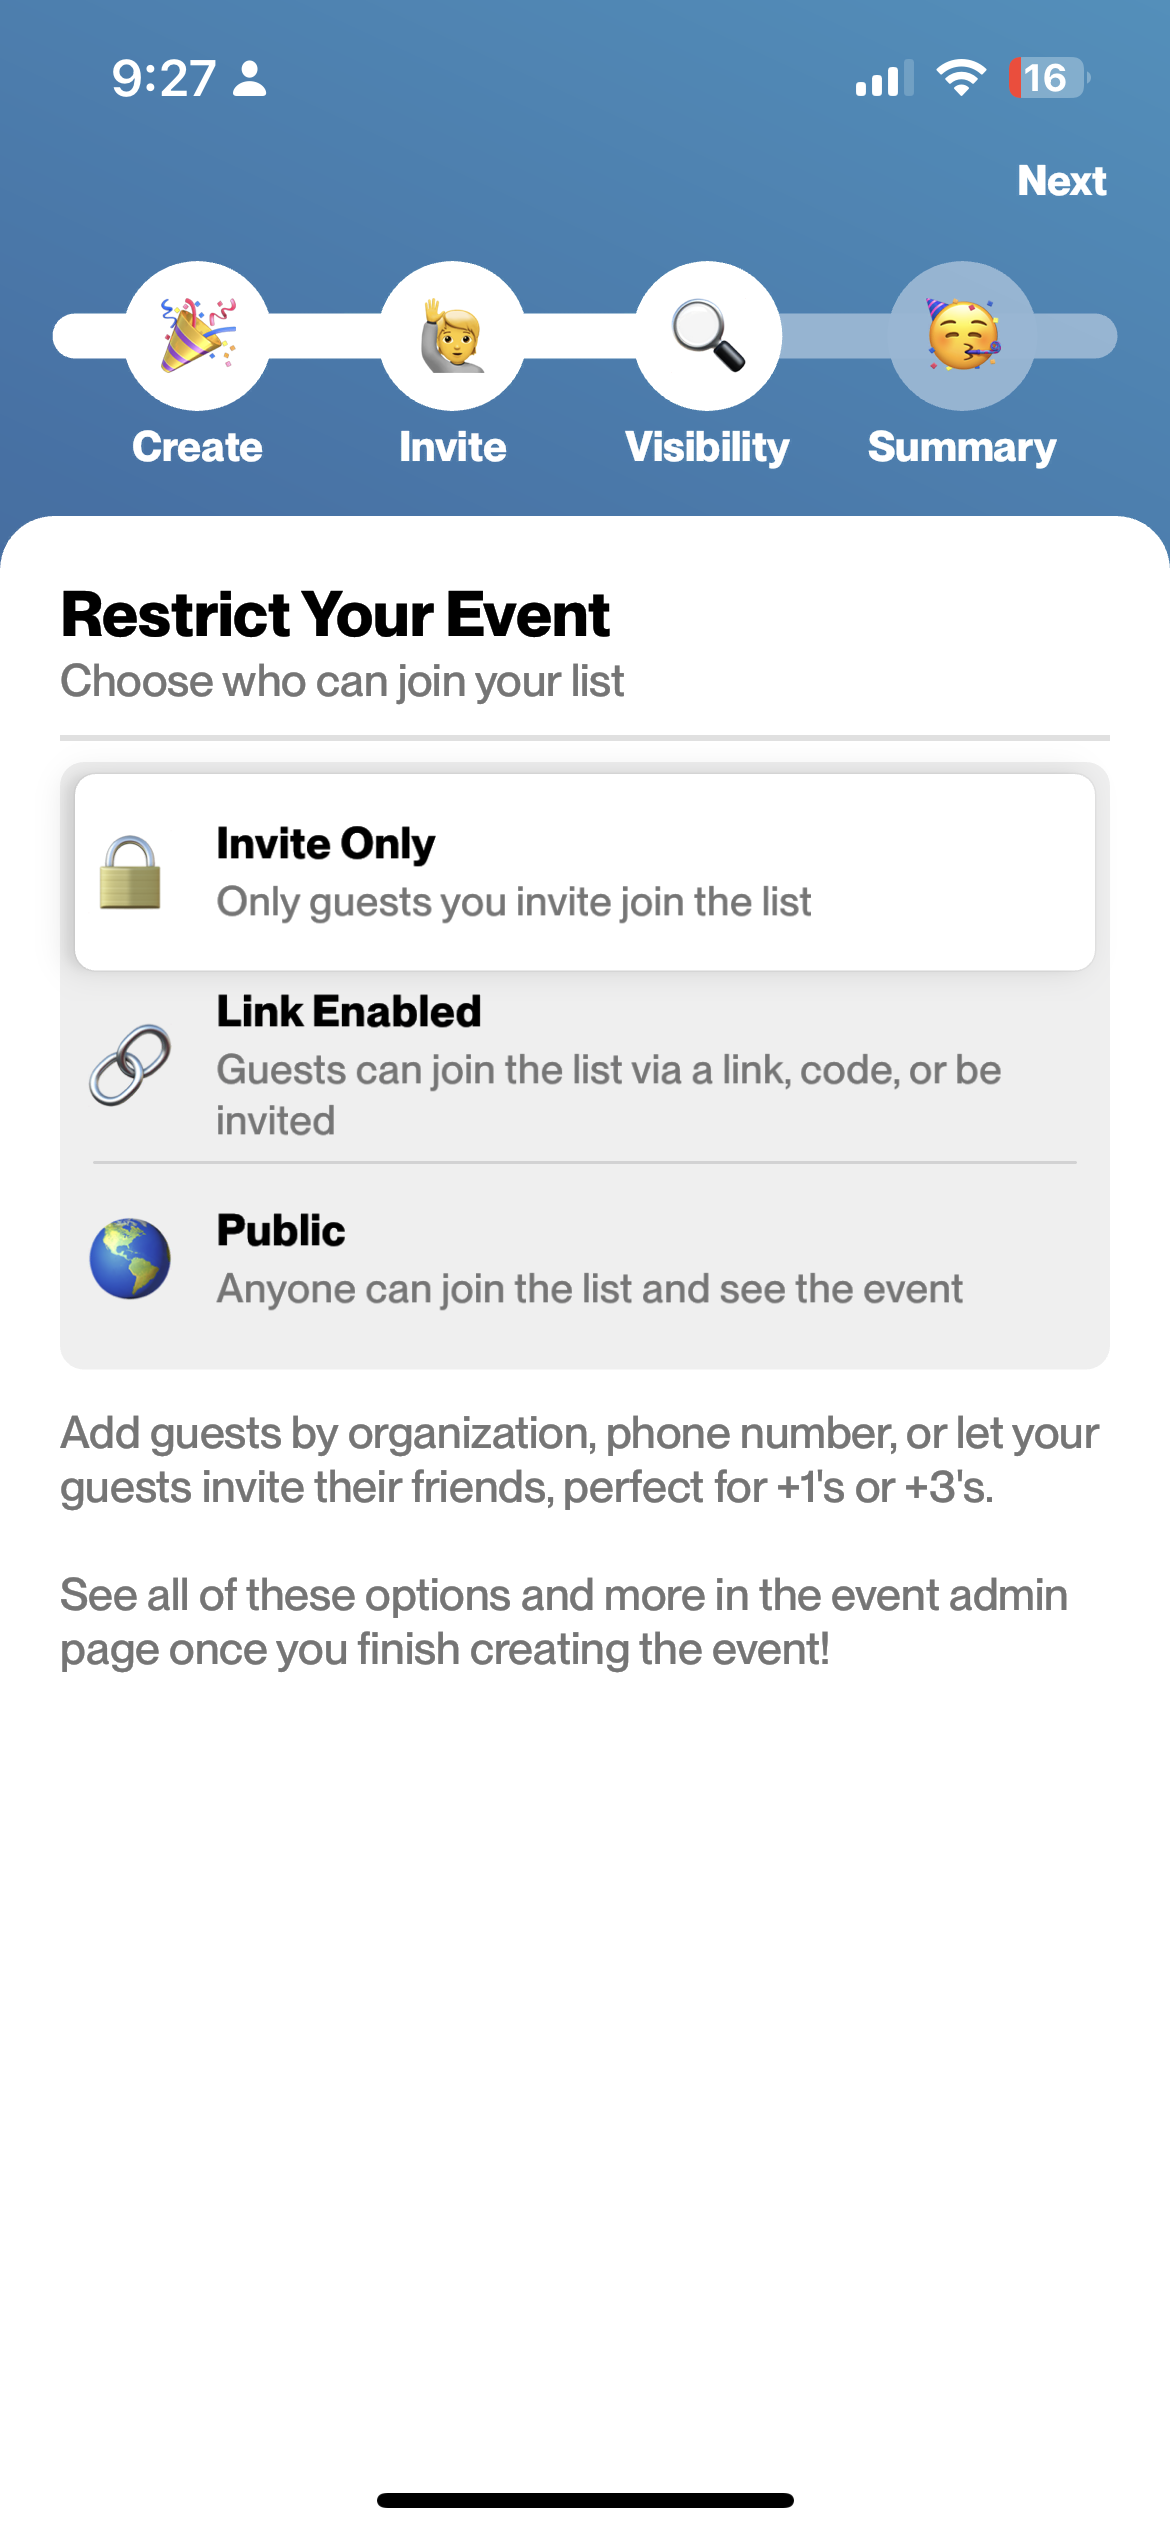 9:27
16
Next
Create
Invite
Visibility
Summary
Restrict Your Event
Choose who can join your list
Invite Only
Only guests you invite join the list
Link Enabled
Guests can join the list via a link, code, or be
invited
Public
Anyone can join the list and see the event
Add guests by organization, phone number, or let your
guests invite their friends, perfect for +1's or +3's.
See all of these options and more in the event admin
page once you finish creating the event!